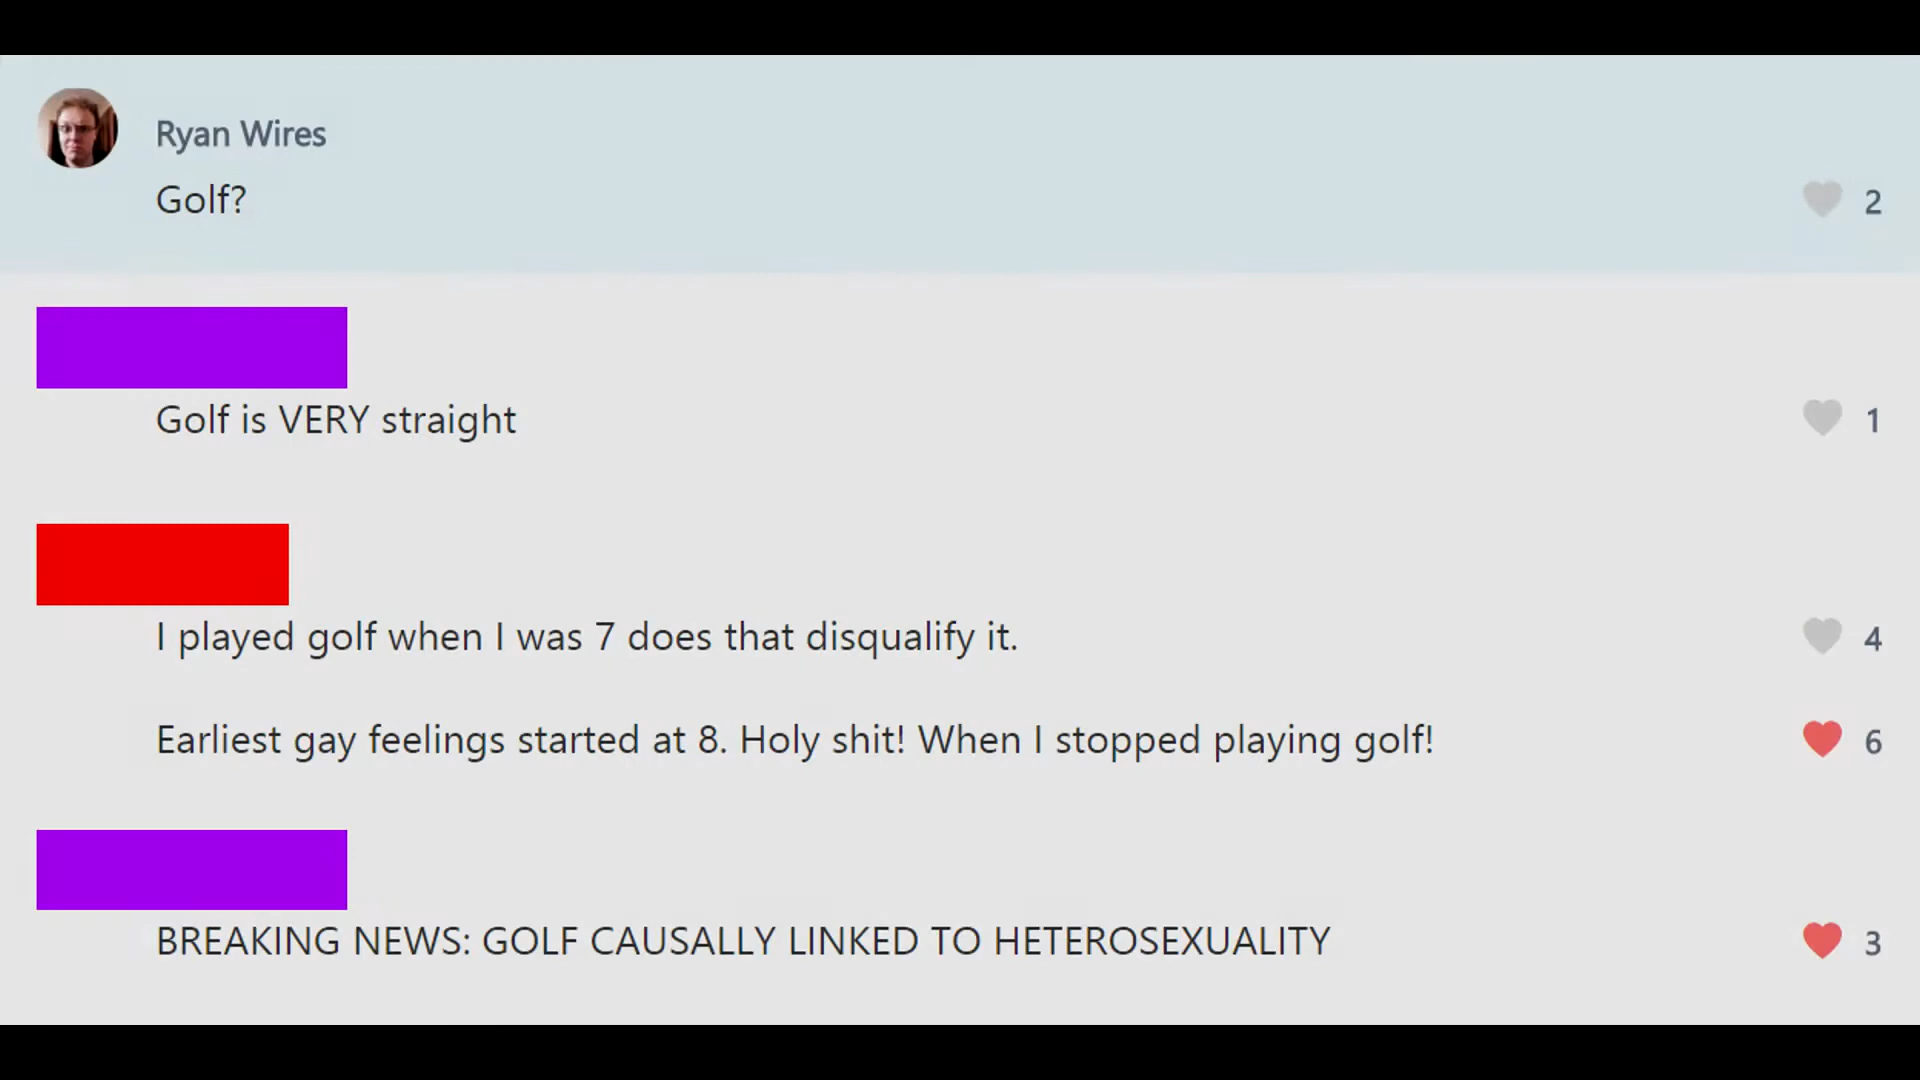 Ryan Wires
Golf?
2
Golf is VERY straight
1
I played golf when I was 7 does that disqualify it.
4
Earliest gay feelings started at 8. Holy shit! When I stopped playing golf!
6
BREAKING NEWS: GOLF CAUSALLY LINKED TO HETEROSEXUALITY
3